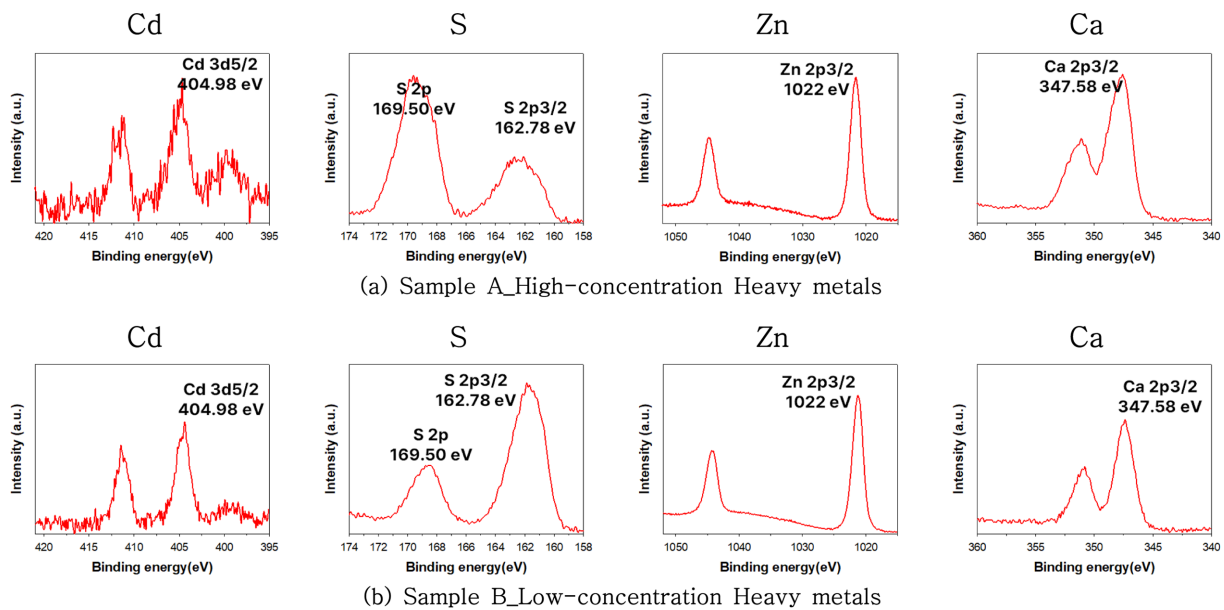 Cd
S
Zn
Ca
Intensity (a.u.)
Cd 3d5/2
404.98 eV
420 415 410 405 400 395
Binding energy(eV)
Intensity (a.u.)
S 2p
169.50 eV
S 2p3/2
162.78 eV
174 172 170 168 166 164 162 160 158
Binding energy(eV)
Intensity (a.u.)
Zn 2p3/2
1022 eV
1050 1040 1030 1020
Binding energy(eV)
Intensity (a.u.)
Ca 2p3/2
347.58 eV
360 355 350 345 340
Binding energy(eV)
(a) Sample A_High-concentration Heavy metals
Cd
S
Zn
Ca
Intensity (a.u.)
Cd 3d5/2
404.98 eV
420 415 410 405 400 395
Binding energy(eV)
Intensity (a.u.)
S 2p3/2
162.78 eV
S 2p
169.50 eV
174 172 170 168 166 164 162 160 158
Binding energy(eV)
Intensity (a.u.)
Zn 2p3/2
1022 eV
1050 1040 1030 1020
Binding energy(eV)
Intensity (a.u.)
Ca 2p3/2
347.58 eV
360 355 350 345 340
Binding energy(eV)
(b) Sample B_Low-concentration Heavy metals